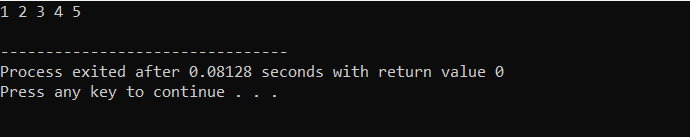 1 2 3 4 5
--------------------------------
Process exited after 0.08128 seconds with return value 0
Press any key to continue . . .